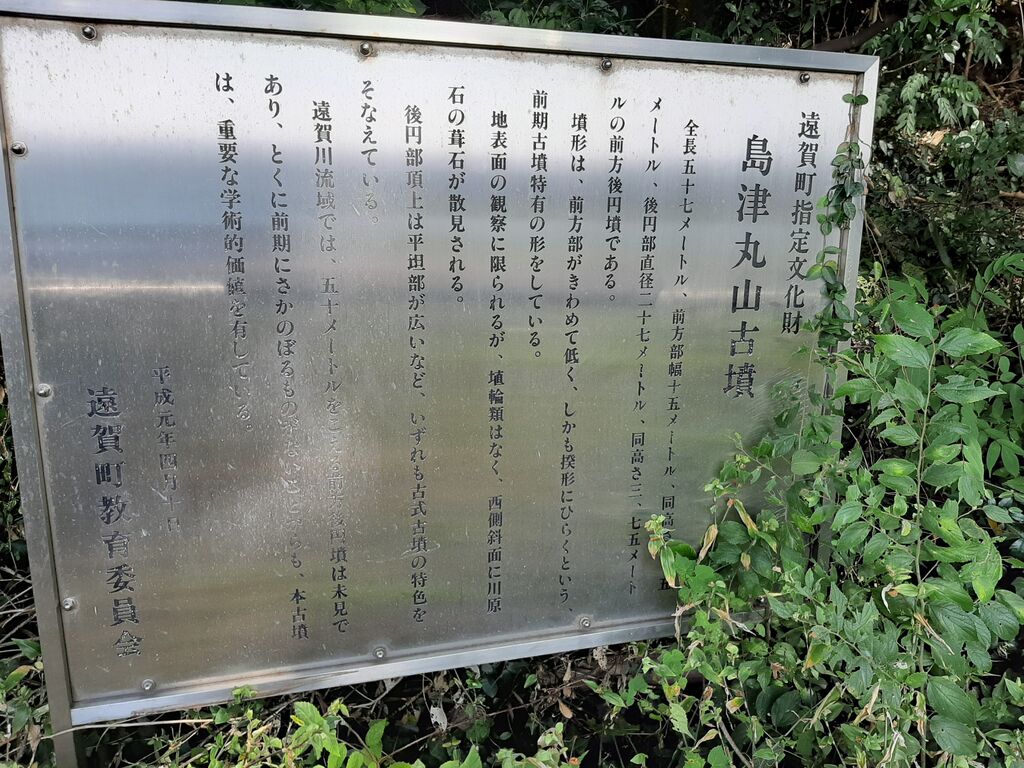 遠賀町指定文化財
島津丸山古墳
全長五十七メートル、前方部幅十五メートル、同高
メートル、後円部直径二十七メートル、同高さ三、七五メート
ルの前方後円墳である。
墳形は、前方部がきわめて低く、しかも揆形にひらくという、
前期古墳特有の形をしている。
地表面の観察に限られるが、埴輪類はなく、西側斜面に川原
石の葺石が散見される。
後円部頂上は平坦部が広いなど、いずれも古式古墳の特色を
そなえている。
遠賀川流域では、五十メートルをこえる前方後円墳は未見で
あり、とくに前期にさかのぼるもの らも、本古墳
は、重要な学術的価値を有している。
平成元年四月十日
遠賀町教育委員会